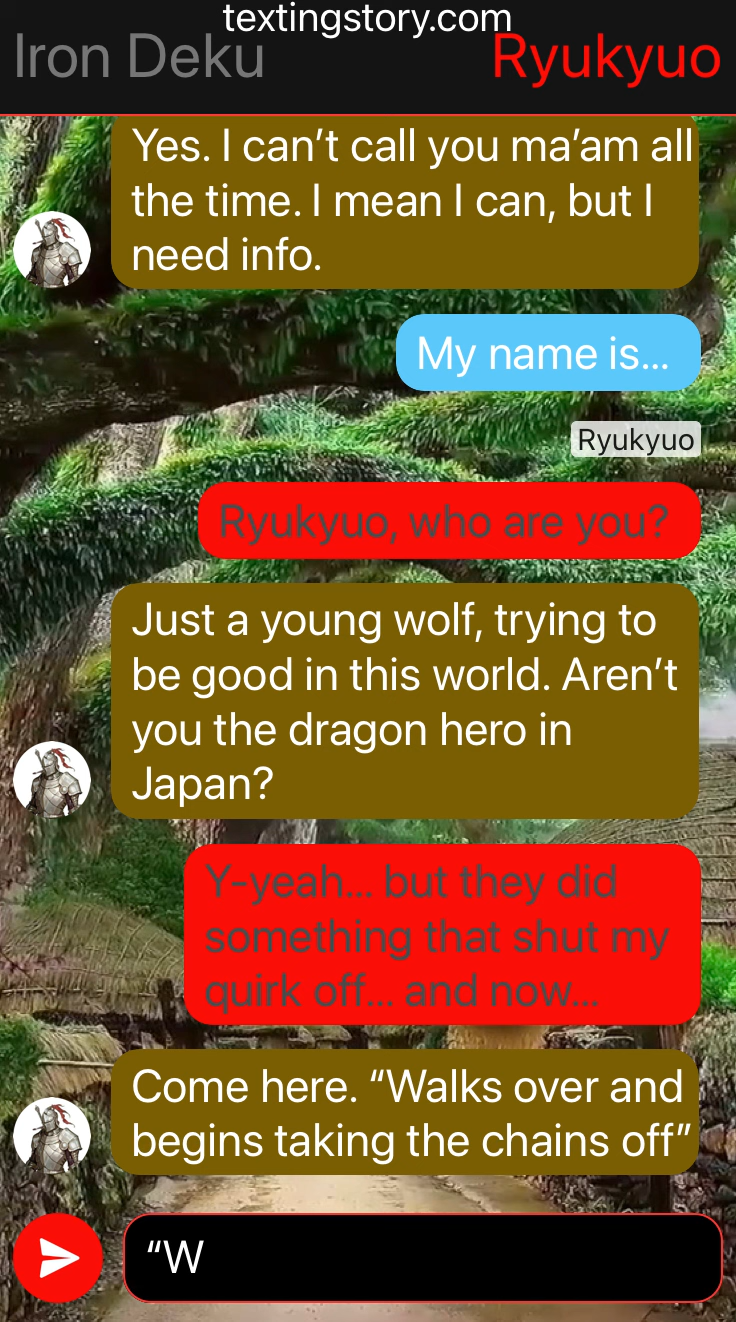 textingstory.com
Iron Deku
Ryukyuo
Yes. I can’t call you ma’am all
the time. I mean I can, but I
need info.
My name is...
Ryukyuo
Ryukyuo, who are you?
Just a young wolf, trying to
be good in this world. Aren’t
you the dragon hero in
Japan?
Y-yeah... but they did
something that shut my
quirk off... and now...
Come here. “Walks over and
begins taking the chains off”
“W